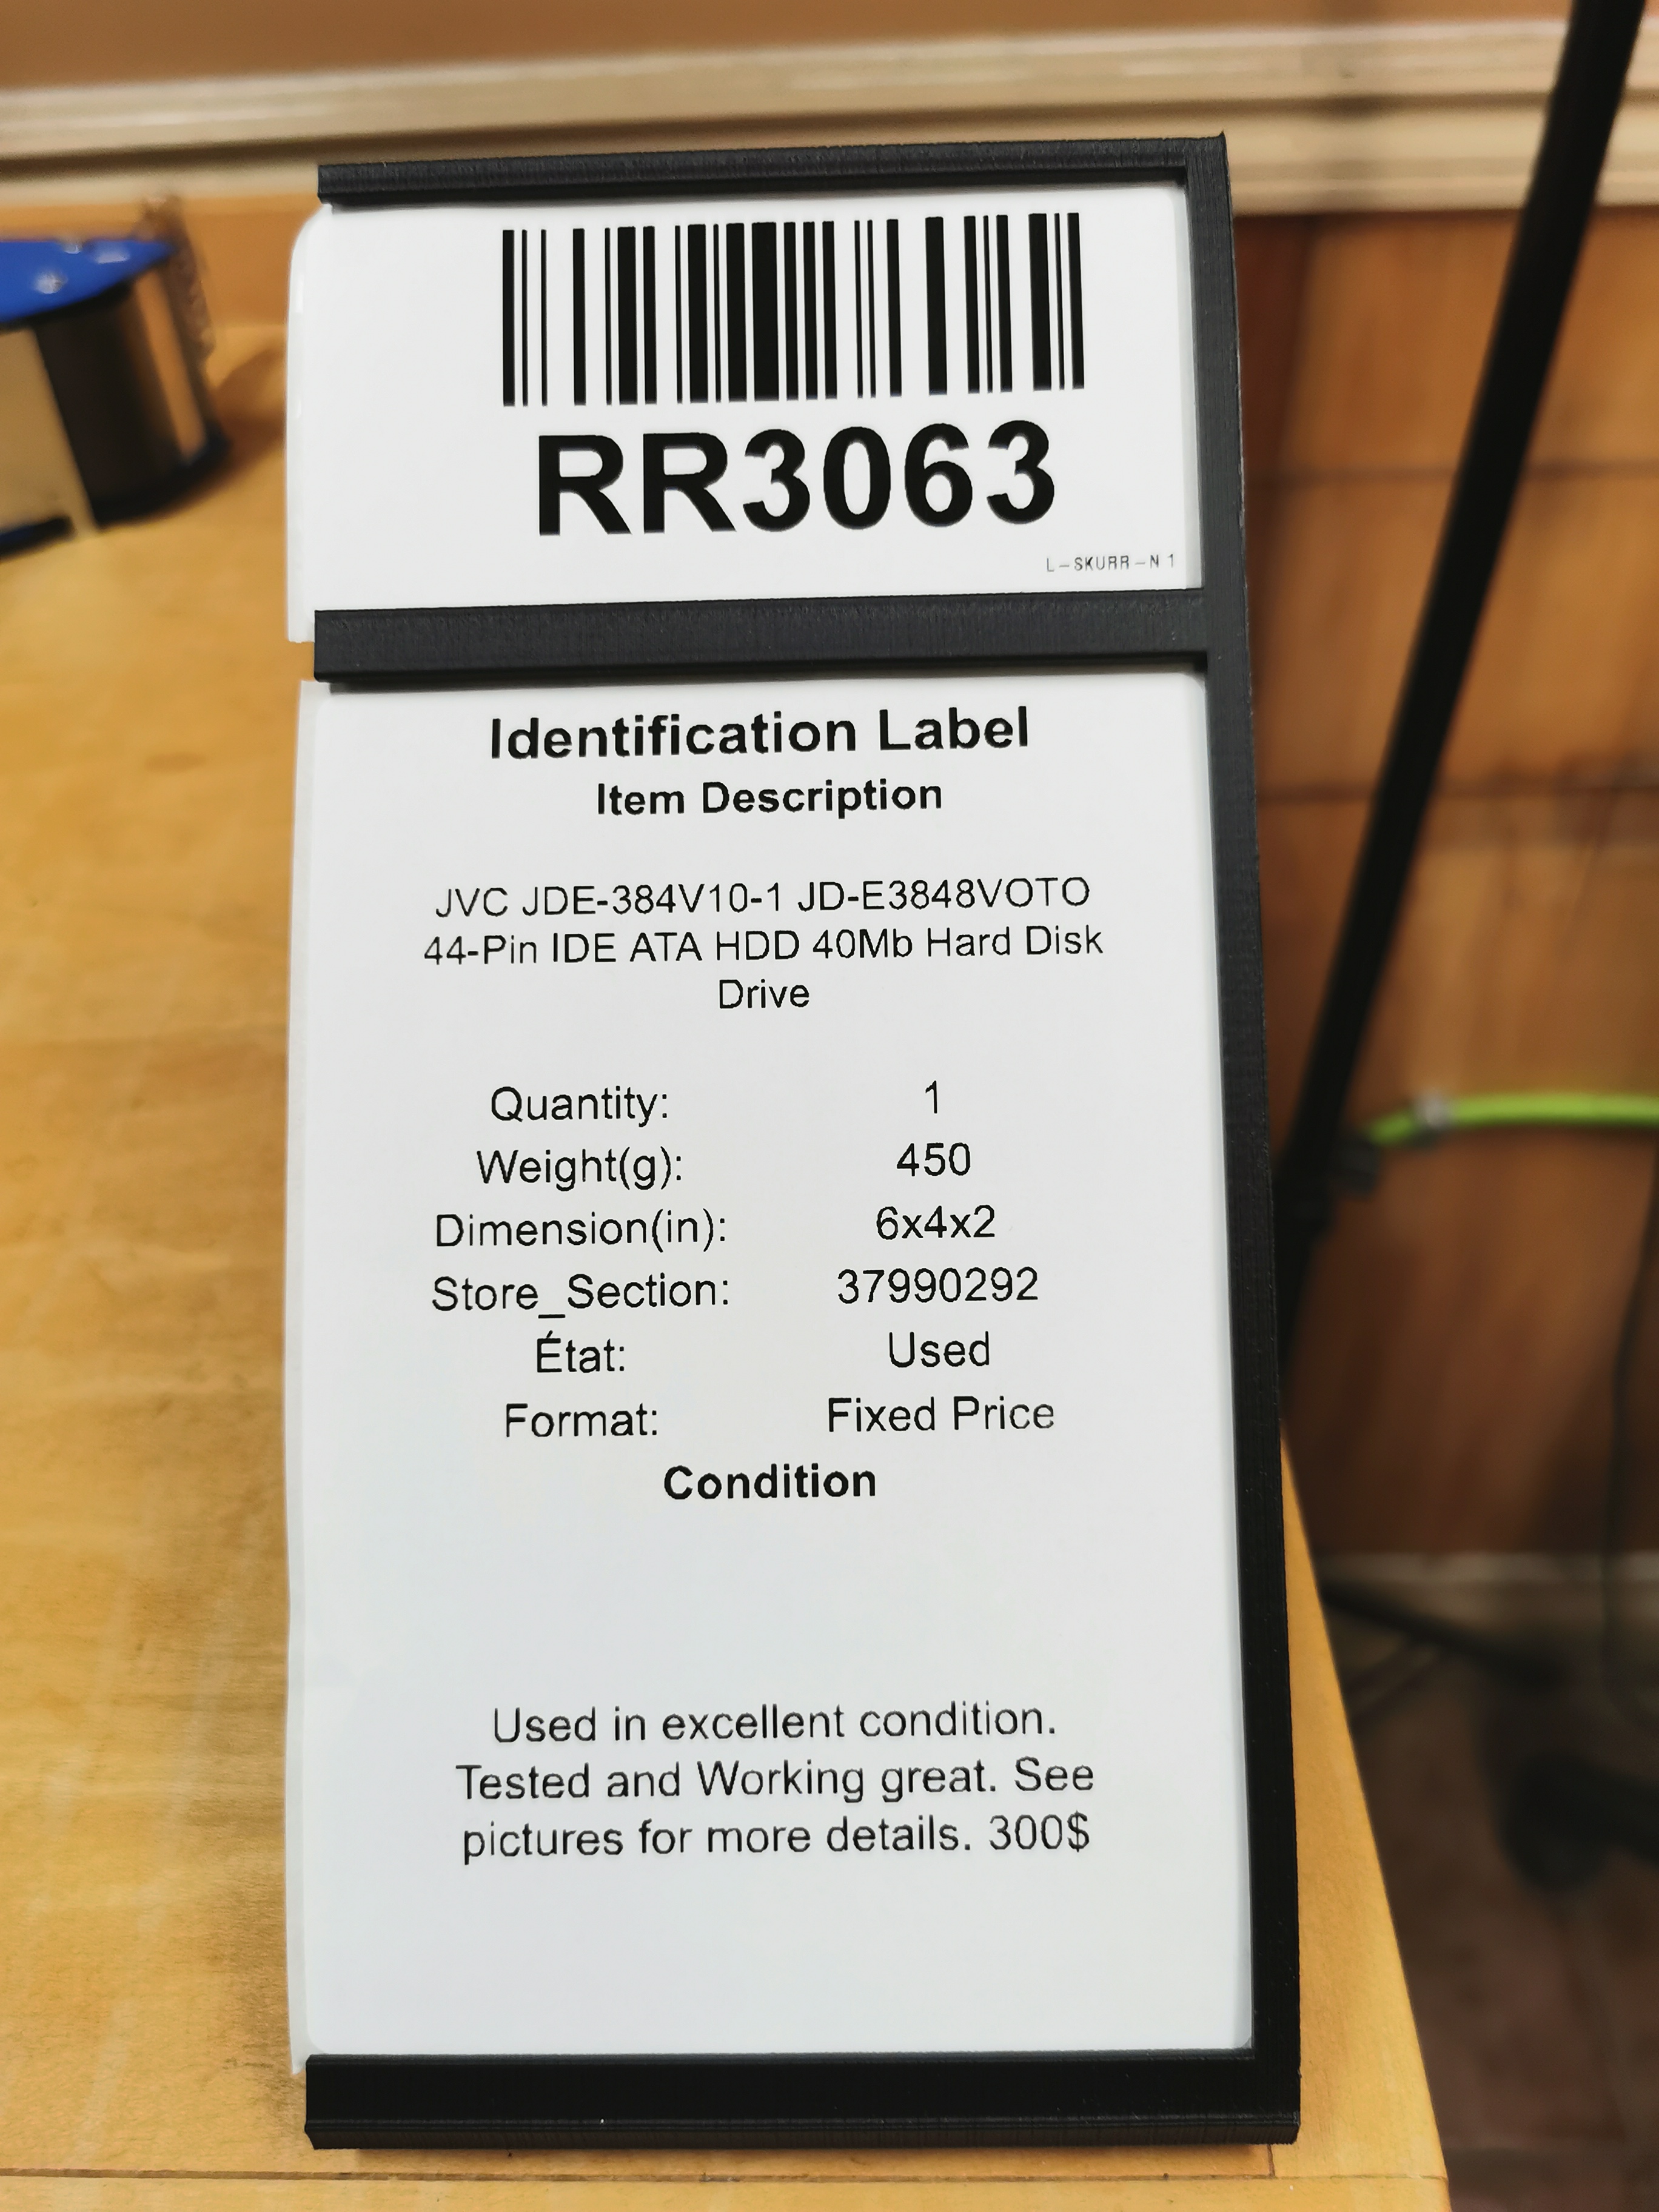 RR3063
L-SKURR-N 1
Identification Label
Item Description
JVC JDE-384V10-1 JD-E3848VOTO
44-Pin IDE ATA HDD 40Mb Hard Disk
Drive
Quantity: 1
Weight(g): 450
Dimension(in): 6x4x2
Store_Section: 37990292
État: Used
Format: Fixed Price
Condition
Used in excellent condition.
Tested and Working great. See
pictures for more details. 300$